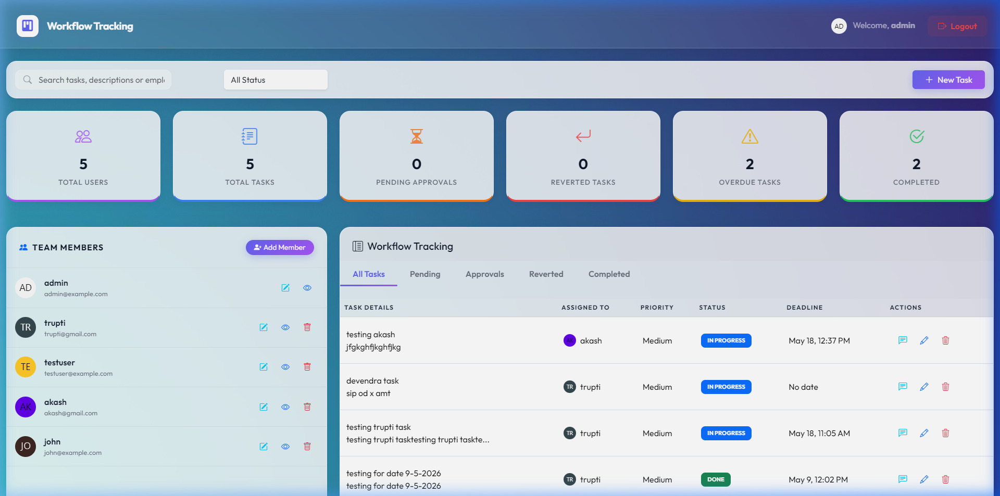 Workflow Tracking
AD Welcome, admin Logout
Search tasks, descriptions or empl
All Status
+ New Task
5
TOTAL USERS
5
TOTAL TASKS
0
PENDING APPROVALS
0
REVERTED TASKS
2
OVERDUE TASKS
2
COMPLETED
TEAM MEMBERS
Add Member
AD
admin
admin@example.com
TR
trupti
trupti@gmail.com
TE
testuser
testuser@example.com
AK
akash
akash@gmail.com
JO
john
john@example.com
Workflow Tracking
All Tasks Pending Approvals Reverted Completed
TASK DETAILS ASSIGNED TO PRIORITY STATUS DEADLINE ACTIONS
testing akash
jfgkghfjkghfjkg
AK akash Medium IN PROGRESS May 18, 12:37 PM
devendra task
sip od x amt
TR trupti Medium IN PROGRESS No date
testing trupti task
testing trupti tasktesting trupti taskte...
TR trupti Medium IN PROGRESS May 18, 11:05 AM
testing for date 9-5-2026
testing for date 9-5-2026
TR trupti Medium DONE May 9, 12:02 PM